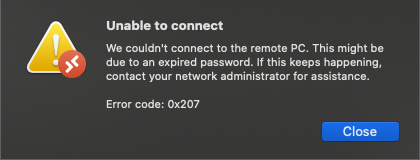 Unable to connect
We couldn't connect to the remote PC. This might be
due to an expired password. If this keeps happening,
contact your network administrator for assistance.
Error code: 0x207
Close